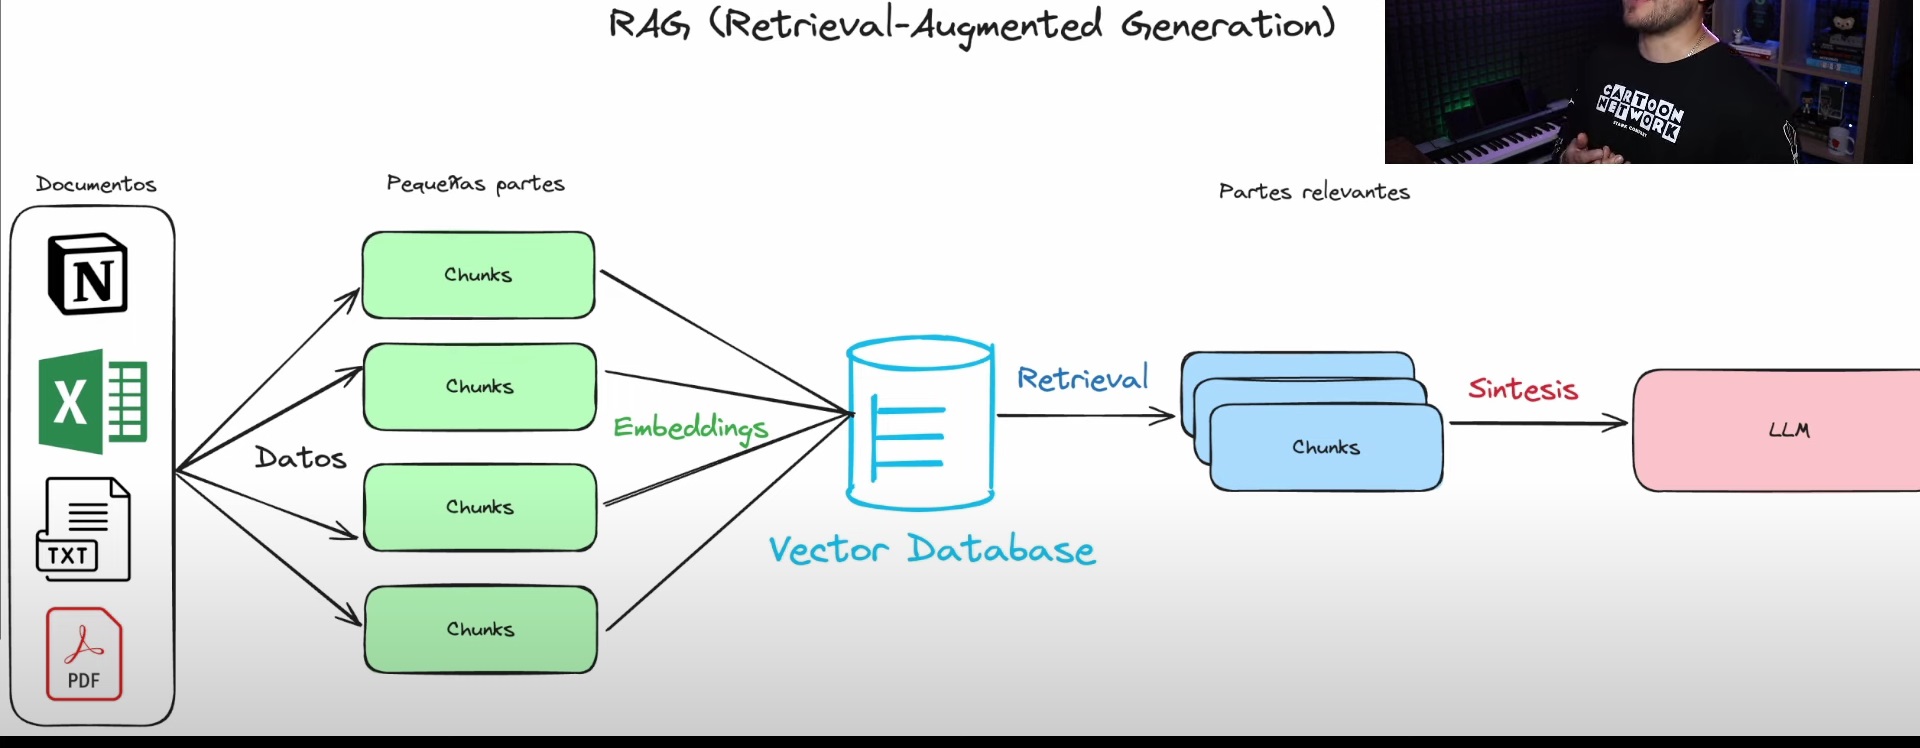 RAG (Retrieval-Augmented Generation)
CARTOON
NETWORK
Documentos
Pequeñas partes
Partes relevantes
N
X
TXT
PDF
Datos
Chunks
Chunks
Chunks
Chunks
Embeddings
Vector Database
Retrieval
Chunks
Sintesis
LLM